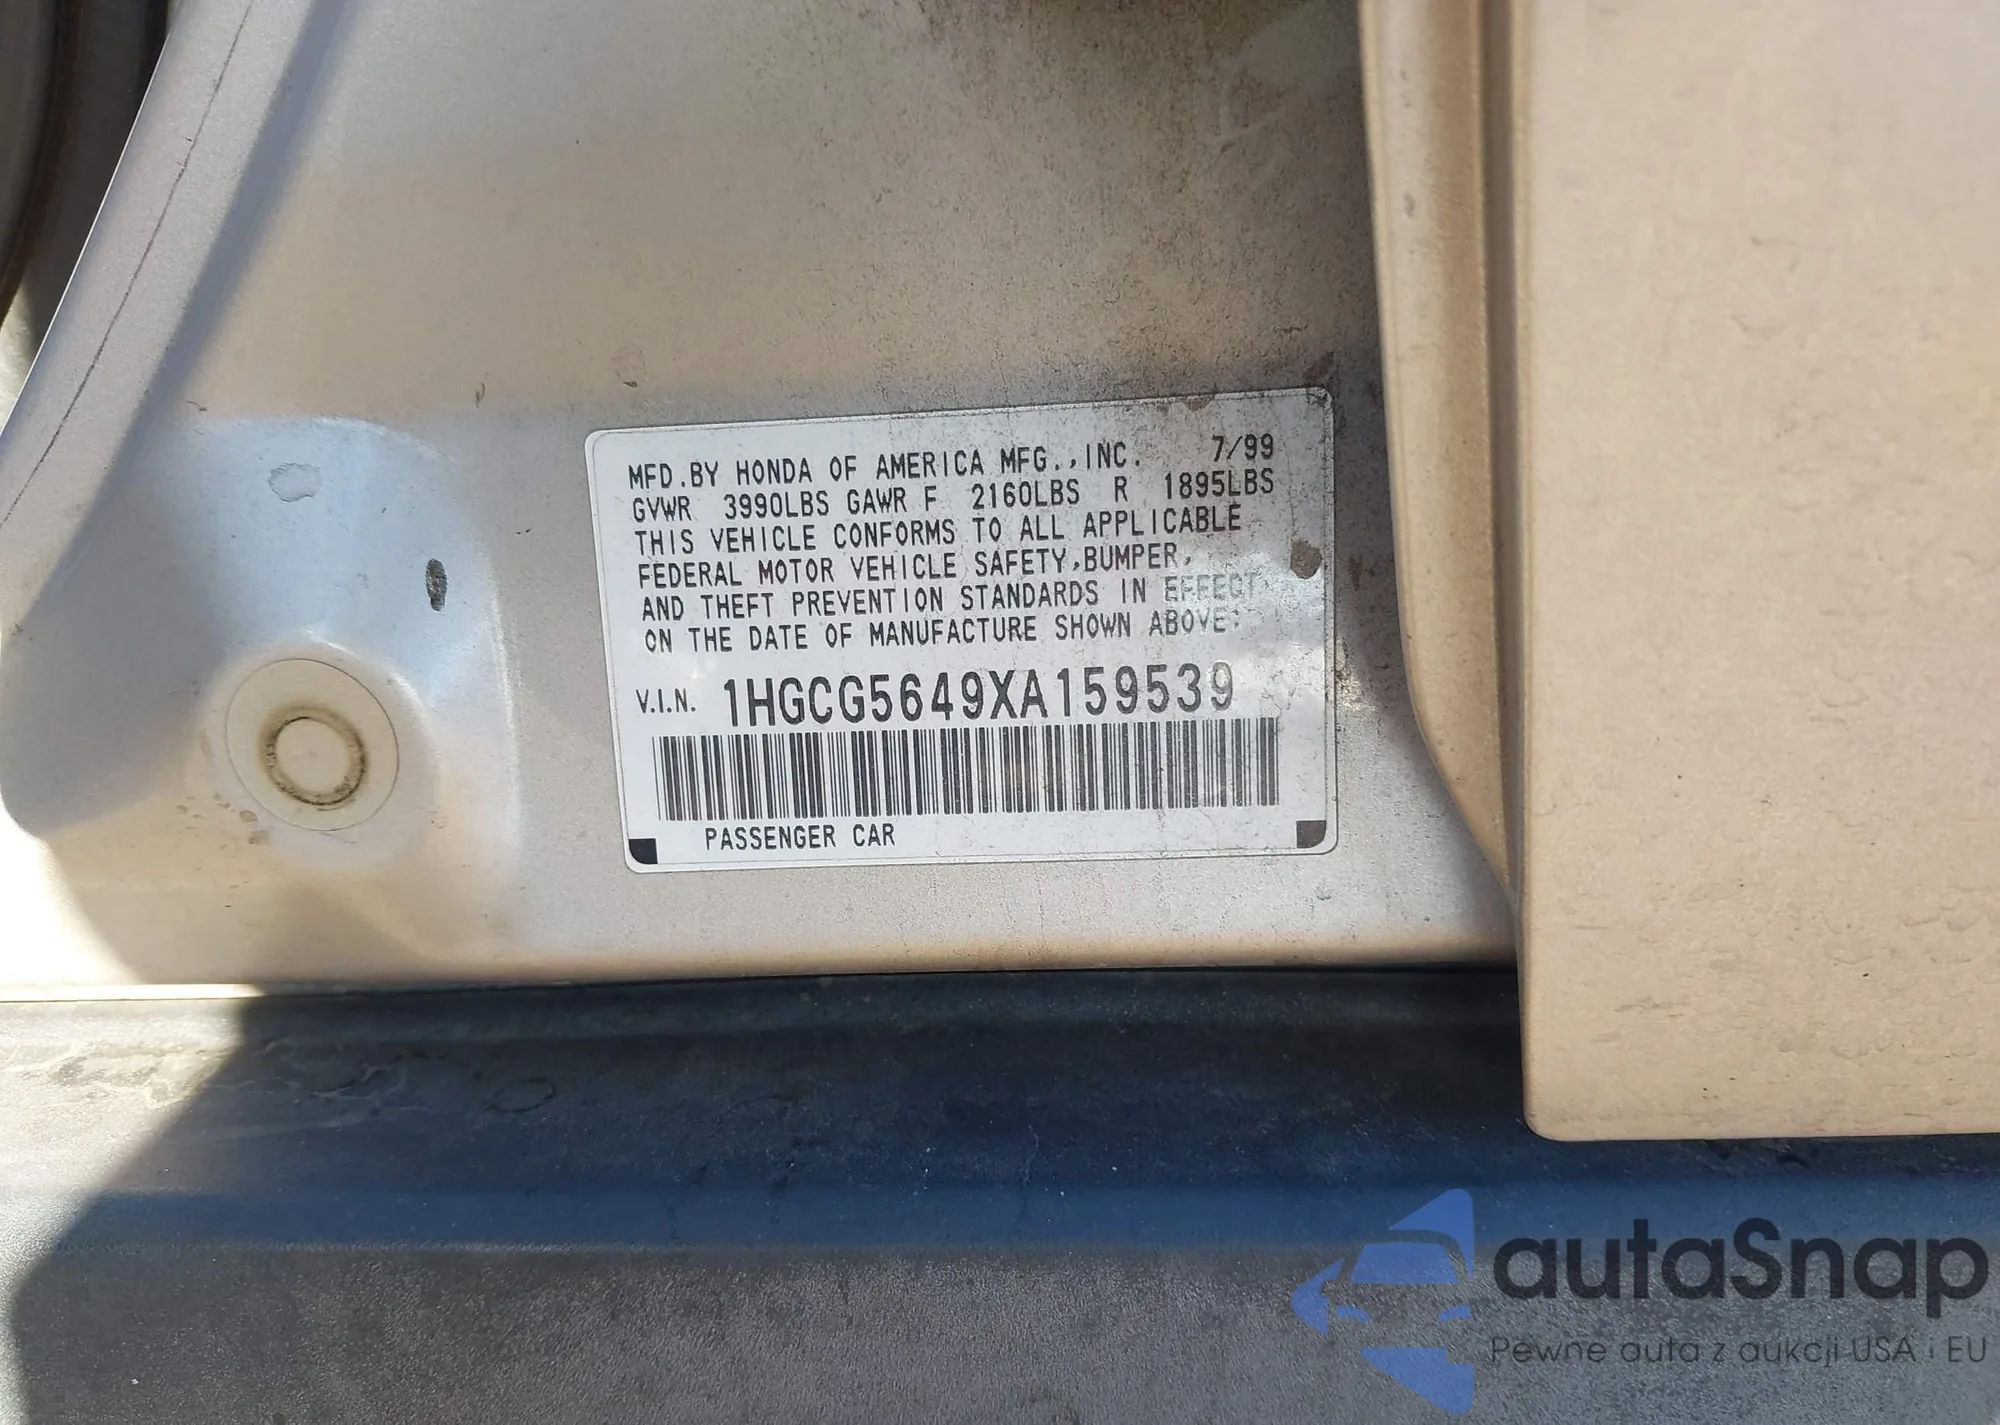 MFD.BY HONDA OF AMERICA MFG.,INC. 7/99
GVWR 3990LBS GAWR F 2160LBS R 1895LBS
THIS VEHICLE CONFORMS TO ALL APPLICABLE
FEDERAL MOTOR VEHICLE SAFETY,BUMPER,
AND THEFT PREVENTION STANDARDS IN EFFECT
ON THE DATE OF MANUFACTURE SHOWN ABOVE:
V.I.N. 1HGCG5649XA159539
PASSENGER CAR
autaSnap
Pewne auta z aukcji USA i EU